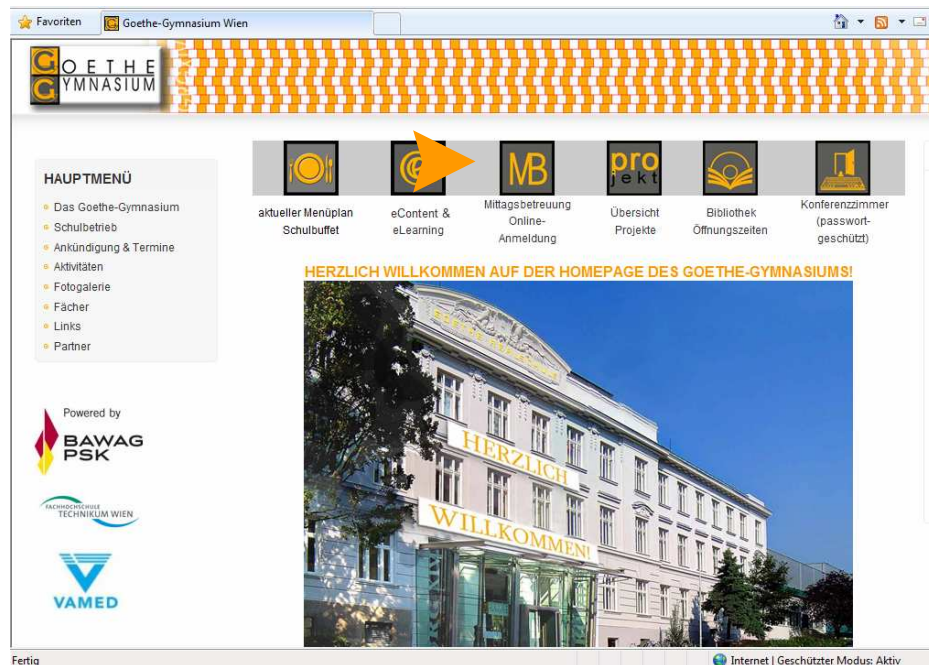 Favoriten
Goethe-Gymnasium Wien
GOETHE
GYMNASIUM
HAUPTMENÜ
Das Goethe-Gymnasium
Schulbetrieb
Ankündigung & Termine
Aktivitäten
Fotogalerie
Fächer
Links
Partner
@
MB
pro
jekt
aktueller Menüplan
Schulbuffet
eContent &
eLearning
Mittagsbetreuung
Online-
Anmeldung
Übersicht
Projekte
Bibliothek
Öffnungszeiten
Konferenzzimmer
(passwort-
geschützt)
HERZLICH WILLKOMMEN AUF DER HOMEPAGE DES GOETHE-GYMNASIUMS!
GOETHE REALSCHULE
HERZLICH
WILLKOMMEN!
Powered by
BAWAG
PSK
FACHHOCHSCHULE
TECHNIKUM WIEN
VAMED
Fertig
Internet | Geschützter Modus: Aktiv